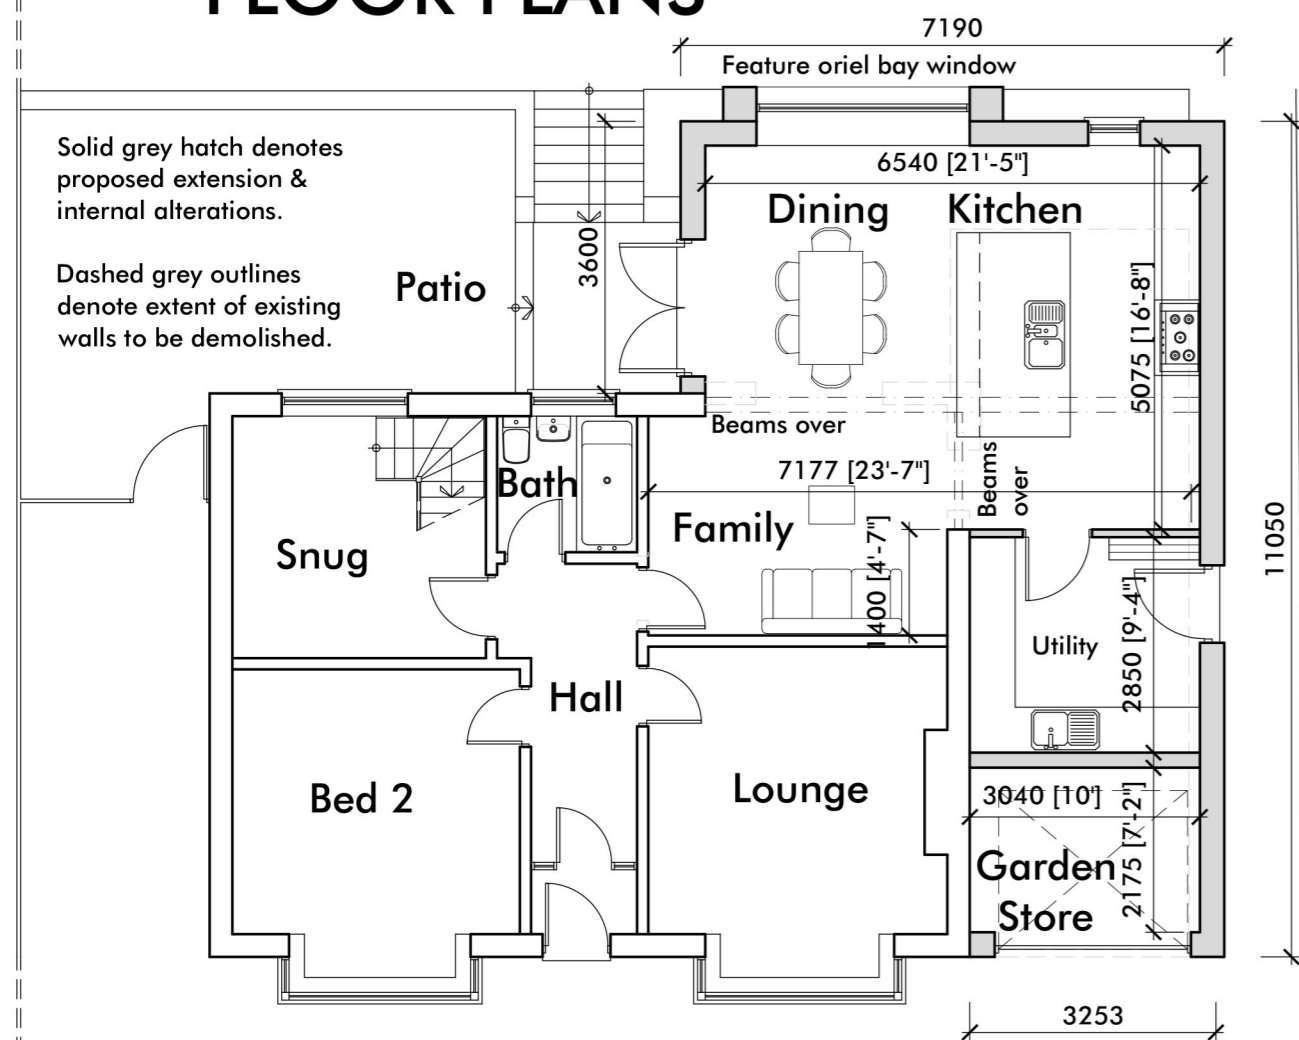 FLOOR PLANS
7190
Feature oriel bay window
Solid grey hatch denotes
proposed extension &
internal alterations.
Dashed grey outlines
denote extent of existing
walls to be demolished.
Patio
3600
6540 [21'-5"]
Dining
Kitchen
5075 [16'-8"]
Beams over
Beams
over
7177 [23'-7"]
Bath
Family
Snug
1400 [4'-7"]
11050
Utility
2850 [9'-4"]
Hall
Bed 2
Lounge
3040 [10']
2175 [7'-2"]
Garden
Store
3253